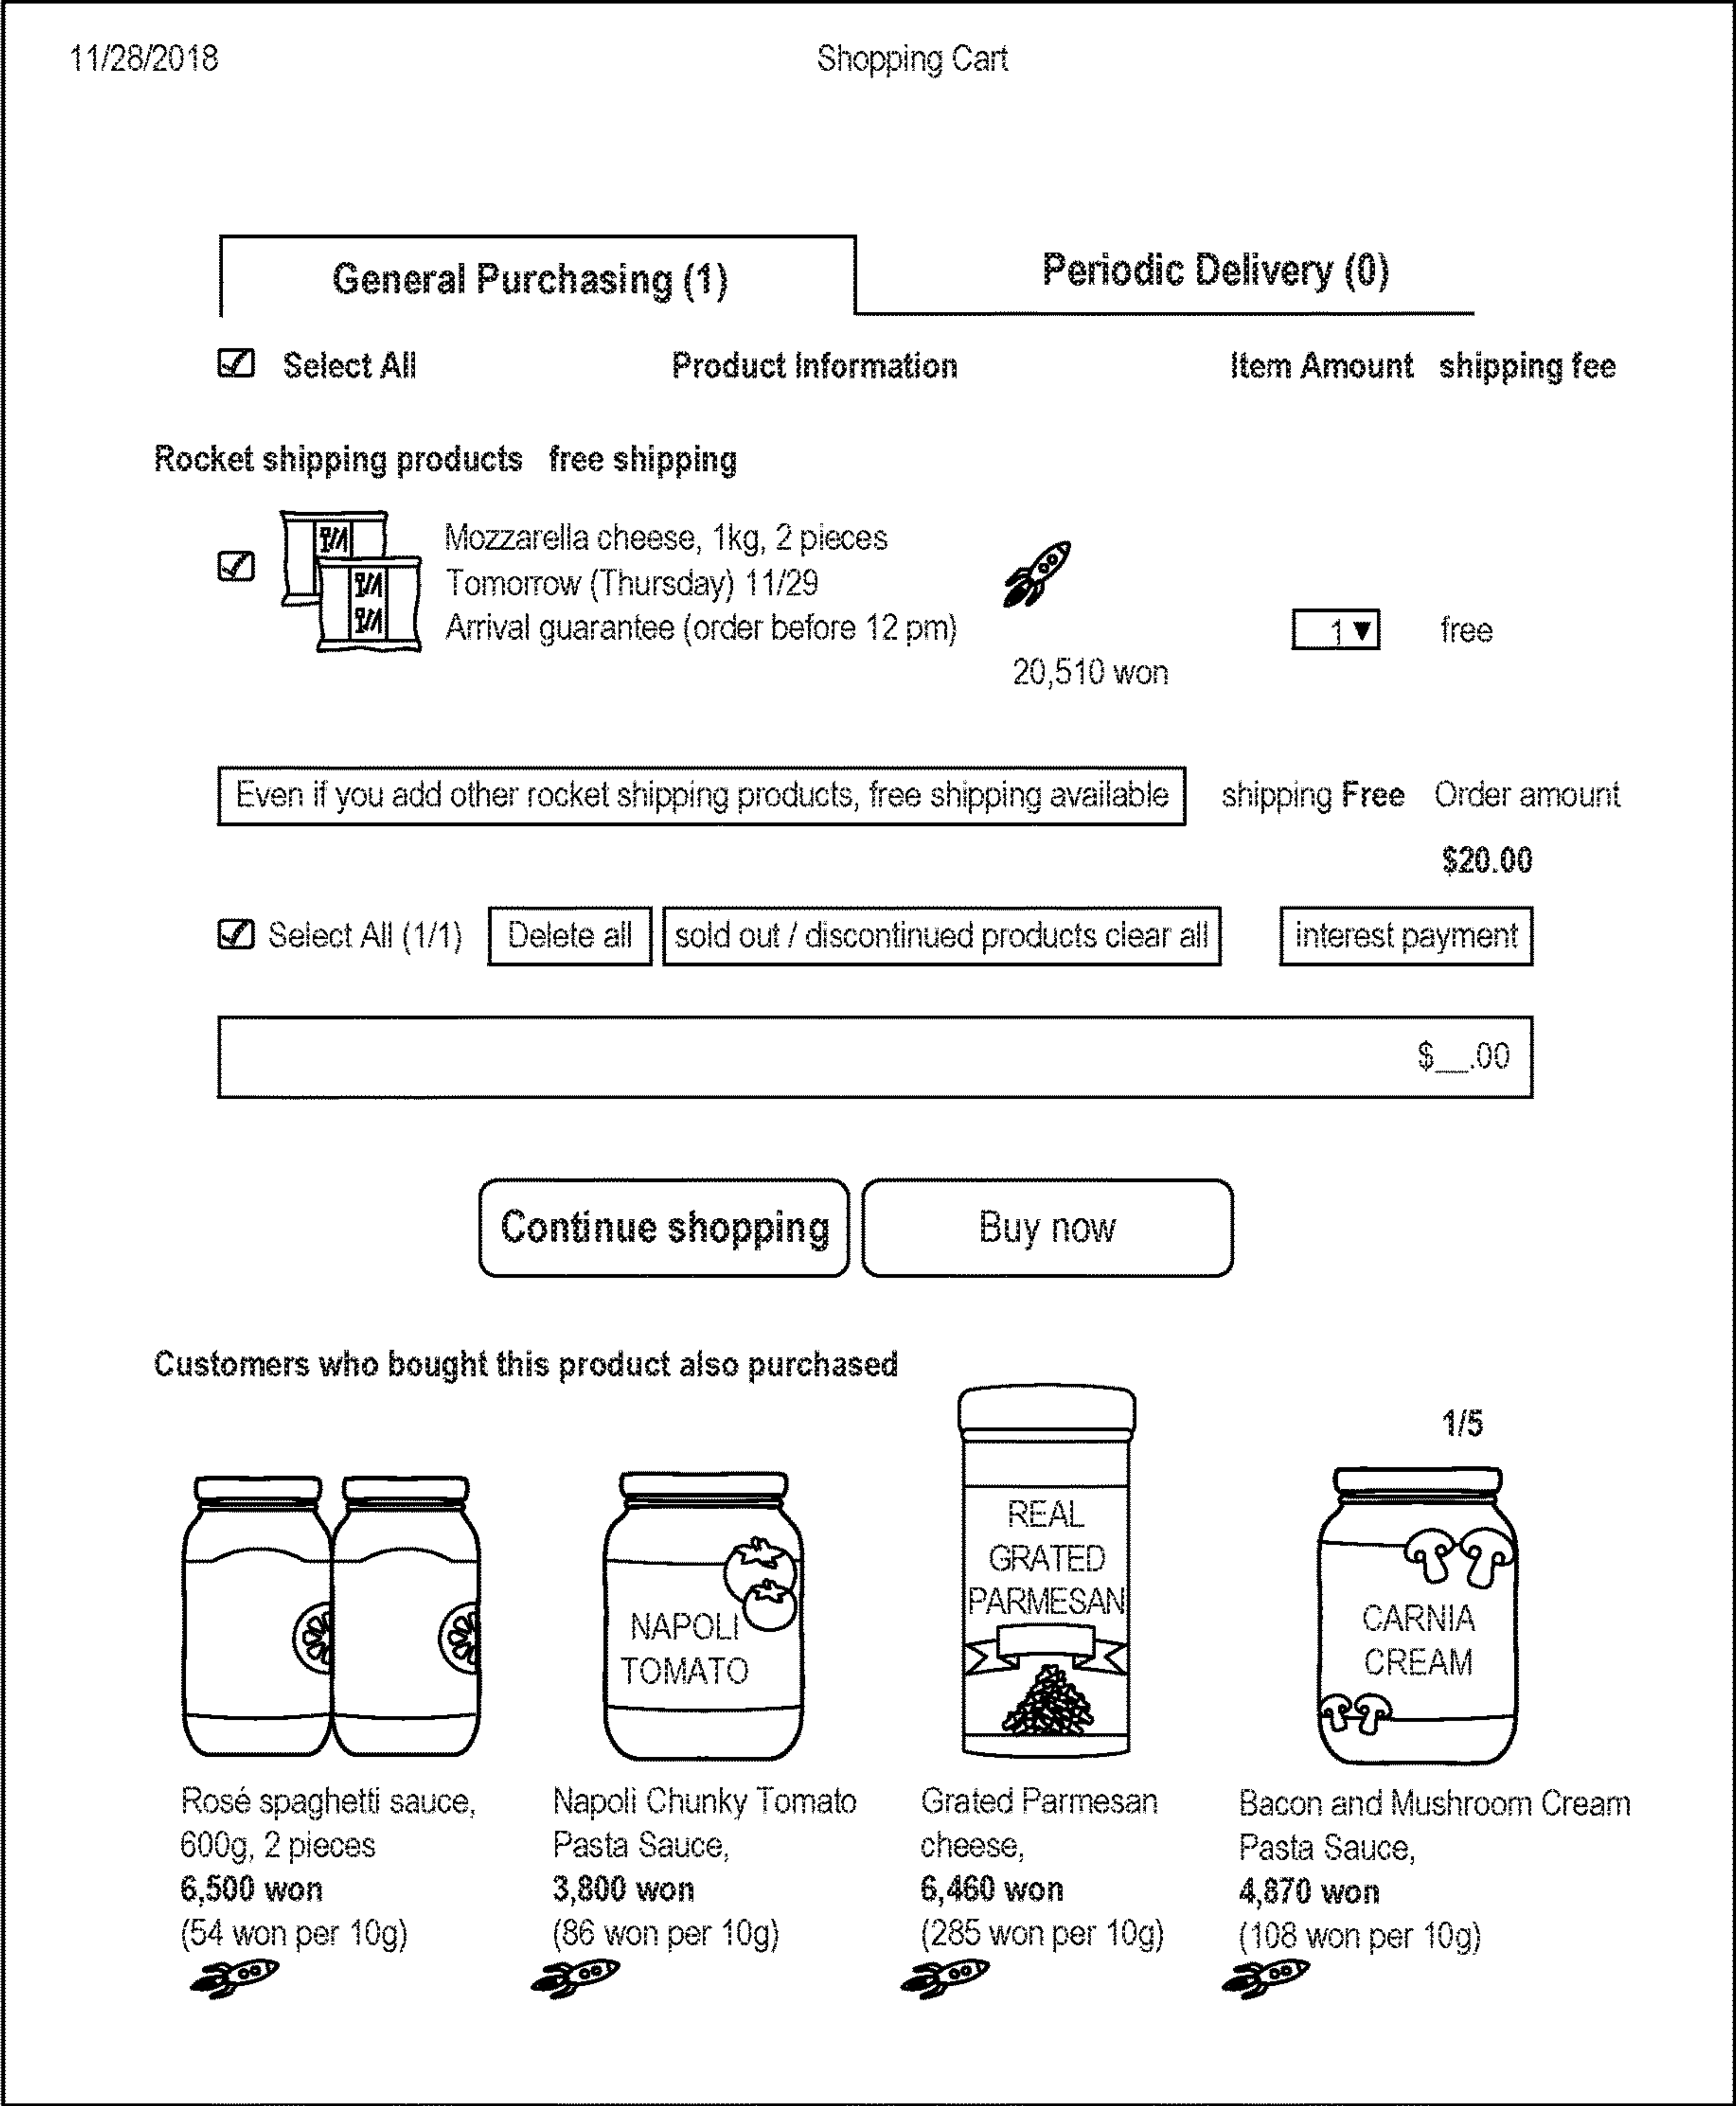 11/28/2018 Shopping Cart
General Purchasing (1) Periodic Delivery (0)
Select All Product Information Item Amount shipping fee
Rocket shipping products free shipping
Mozzarella cheese, 1kg, 2 pieces
Tomorrow (Thursday) 11/29
Arrival guarantee (order before 12 pm)
1 ▼ free
20,510 won
Even if you add other rocket shipping products, free shipping available shipping Free Order amount
$20.00
Select All (1/1) Delete all sold out / discontinued products clear all interest payment
$__.00
Continue shopping Buy now
Customers who bought this product also purchased
1/5
NAPOLI
TOMATO
REAL
GRATED
PARMESAN
CARNIA
CREAM
Rosé spaghetti sauce,
600g, 2 pieces
6,500 won
(54 won per 10g)
Napoli Chunky Tomato
Pasta Sauce,
3,800 won
(86 won per 10g)
Grated Parmesan
cheese,
6,460 won
(285 won per 10g)
Bacon and Mushroom Cream
Pasta Sauce,
4,870 won
(108 won per 10g)